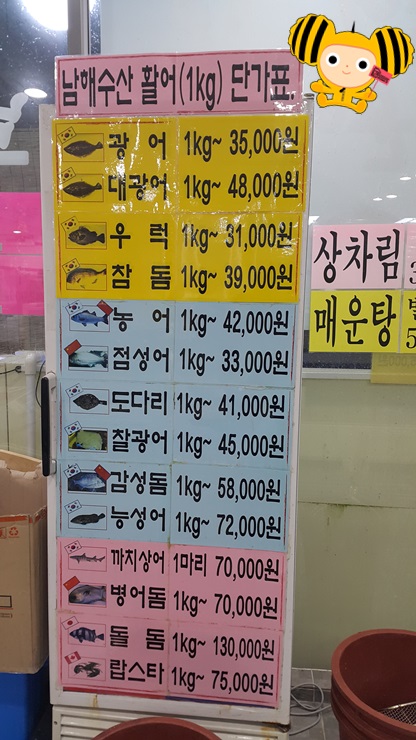 남해수산 활어(1kg) 단가표
광어 1kg~ 35,000원
대광어 1kg~ 48,000원
우럭 1kg~ 31,000원
참돔 1kg~ 39,000원
농어 1kg~ 42,000원
점성어 1kg~ 33,000원
도다리 1kg~ 41,000원
찰광어 1kg~ 45,000원
감성돔 1kg~ 58,000원
능성어 1kg~ 72,000원
까치상어 1마리 70,000원
병어돔 1kg~ 70,000원
돌돔 1kg~ 130,000원
랍스타 1kg~ 75,000원
상차림
매운탕